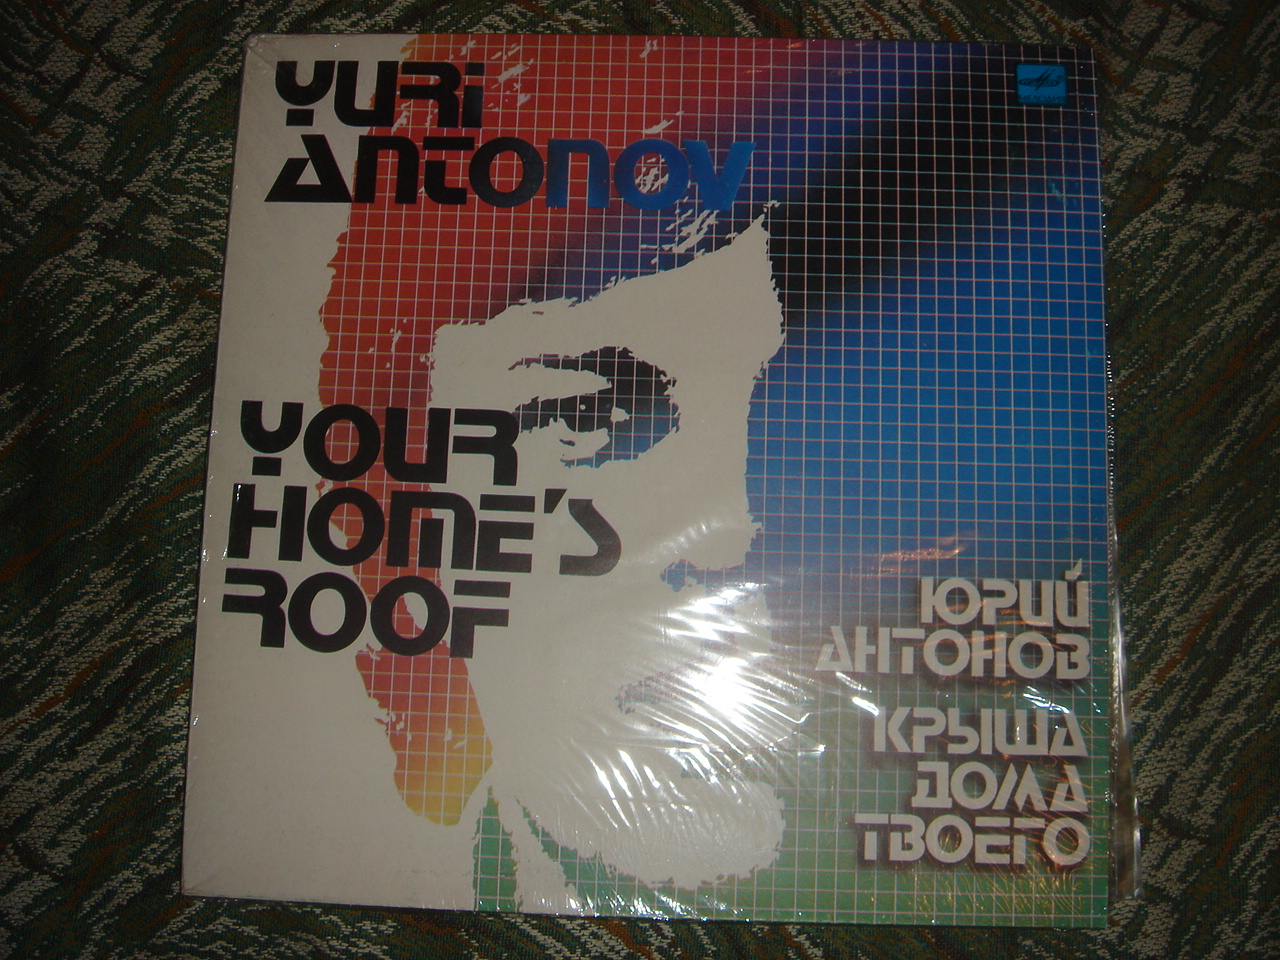 YURI
ANTONOV
YOUR
HOME'S
ROOF
ЮРИЙ
АНТОНОВ
КРЫША
ДОМА
ТВОЕГО